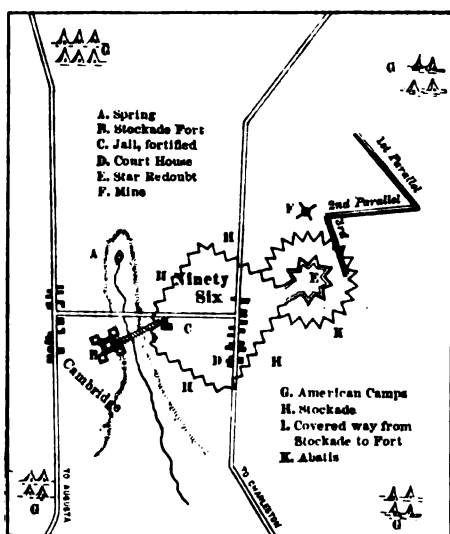 G
G
A. Spring
B. Stockade Fort
C. Jail, fortified
D. Court House
E. Star Redoubt
F. Mine
1st Parallel
2nd Parallel
3rd
F
H
A
H
Ninety
Six
E
C
K
B
D
H
H
Cambridge
G. American Camps
H. Stockade
I. Covered way from
Stockade to Fort
K. Abatis
TO AUGUSTA
TO CHARLESTON
G
G